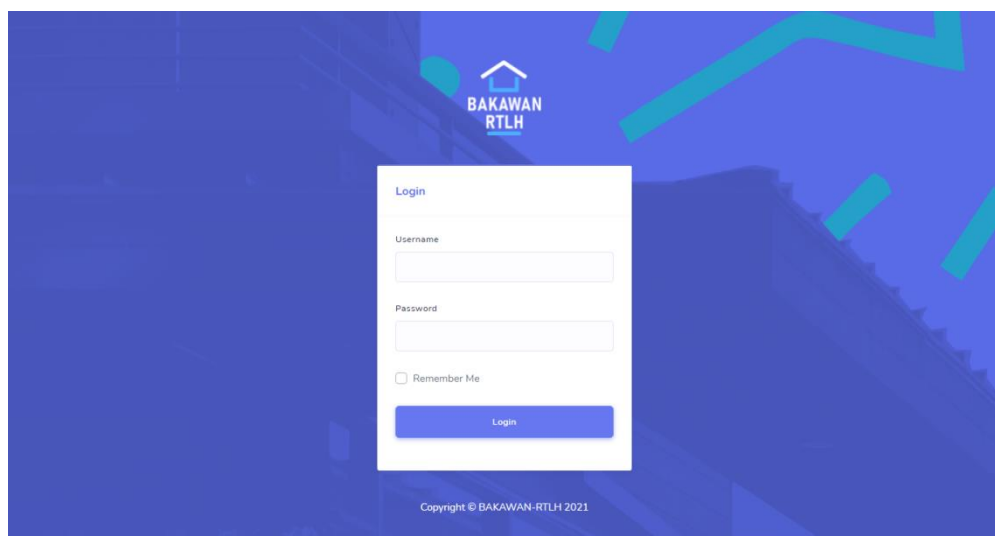 BAKAWAN
RTLH
Login
Username
Password
Remember Me
Login
Copyright © BAKAWAN-RTLH 2021